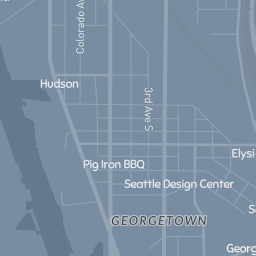 Colorado Av
Hudson
3rd Ave S
Elysi
Pig Iron BBQ
Seattle Design Center
GEORGETOWN
Georg